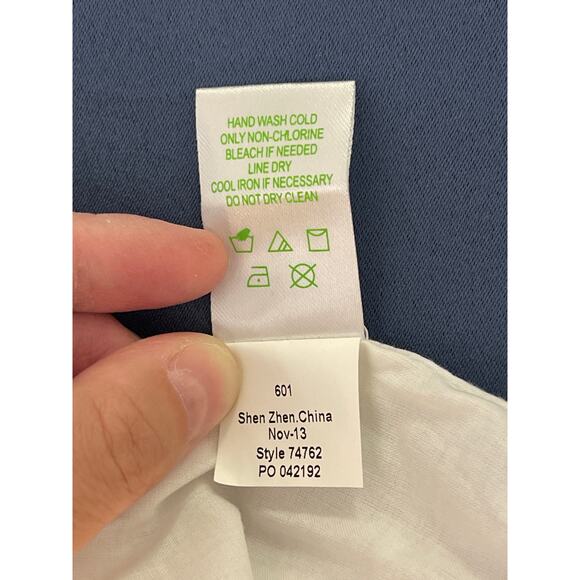 HAND WASH COLD
ONLY NON-CHLORINE
BLEACH IF NEEDED
LINE DRY
COOL IRON IF NECESSARY
DO NOT DRY CLEAN
601
Shen Zhen.China
Nov-13
Style 74762
PO 042192